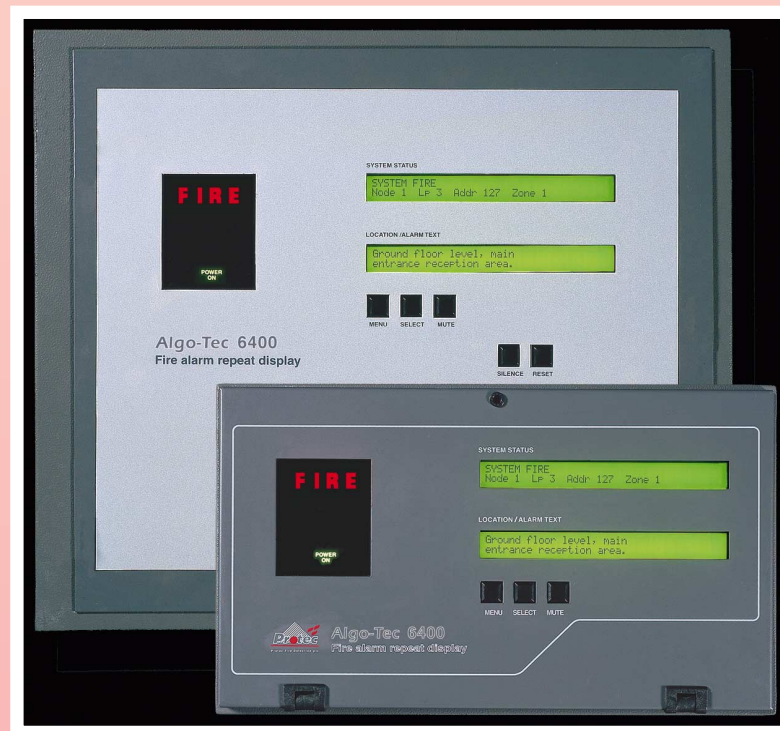 SYSTEM STATUS
SYSTEM FIRE
Node 1 Lp 3 Addr 127 Zone 1
FIRE
LOCATION /ALARM TEXT
Ground floor level, main
entrance reception area.
POWER
ON
MENU SELECT MUTE
Algo-Tec 6400
Fire alarm repeat display
SILENCE RESET
SYSTEM STATUS
SYSTEM FIRE
Node 1 Lp 3 Addr 127 Zone 1
FIRE
LOCATION / ALARM TEXT
Ground floor level, main
entrance reception area.
POWER
ON
MENU SELECT MUTE
Protec
Algo-Tec 6400
Fire alarm repeat display